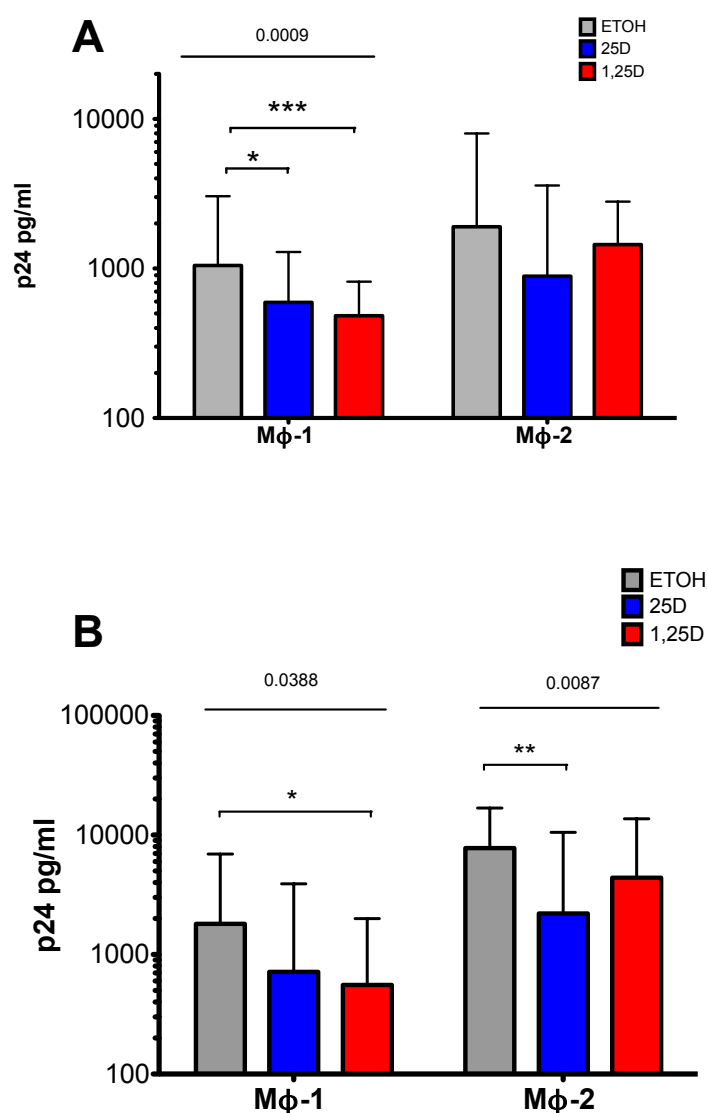 A
ETOH
25D
1,25D
0.0009
***
*
p24 pg/ml
10000
1000
100
Mϕ-1
Mϕ-2
B
ETOH
25D
1,25D
0.0388
0.0087
**
*
p24 pg/ml
100000
10000
1000
100
Mϕ-1
Mϕ-2